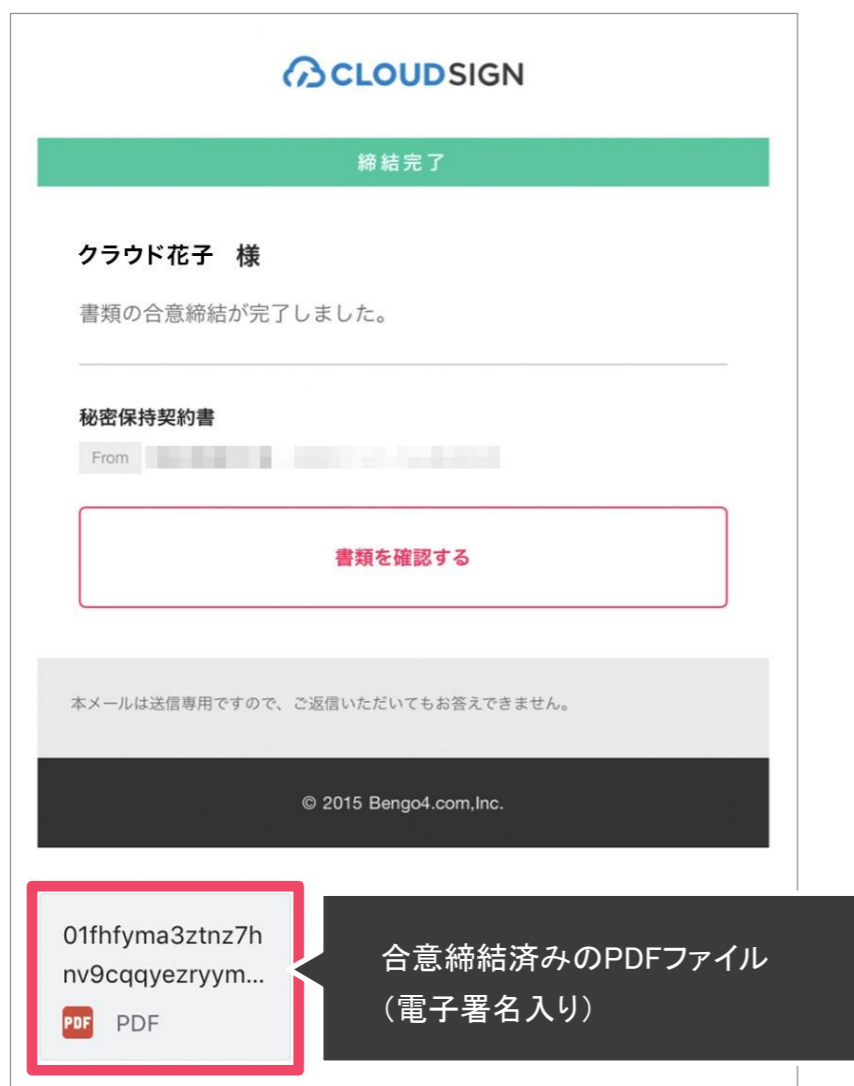 CLOUDSIGN
締結完了
クラウド花子 様
書類の合意締結が完了しました。
秘密保持契約書
From
書類を確認する
本メールは送信専用ですので、ご返信いただいてもお答えできません。
© 2015 Bengo4.com,Inc.
01fhfyma3ztnz7h
nv9cqqyezryym...
PDF PDF
合意締結済みのPDFファイル
（電子署名入り）